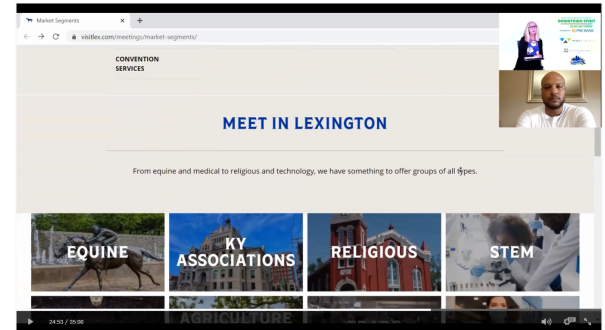 Market Segments
visitlex.com/meetings/market-segments/
CONVENTION
SERVICES
DOWNTOWN SPIRIT
MEET IN LEXINGTON
From equine and medical to religious and technology, we have something to offer groups of all types.
EQUINE
KY
ASSOCIATIONS
RELIGIOUS
STEM
AGRICULTURE
24:53 / 35:06